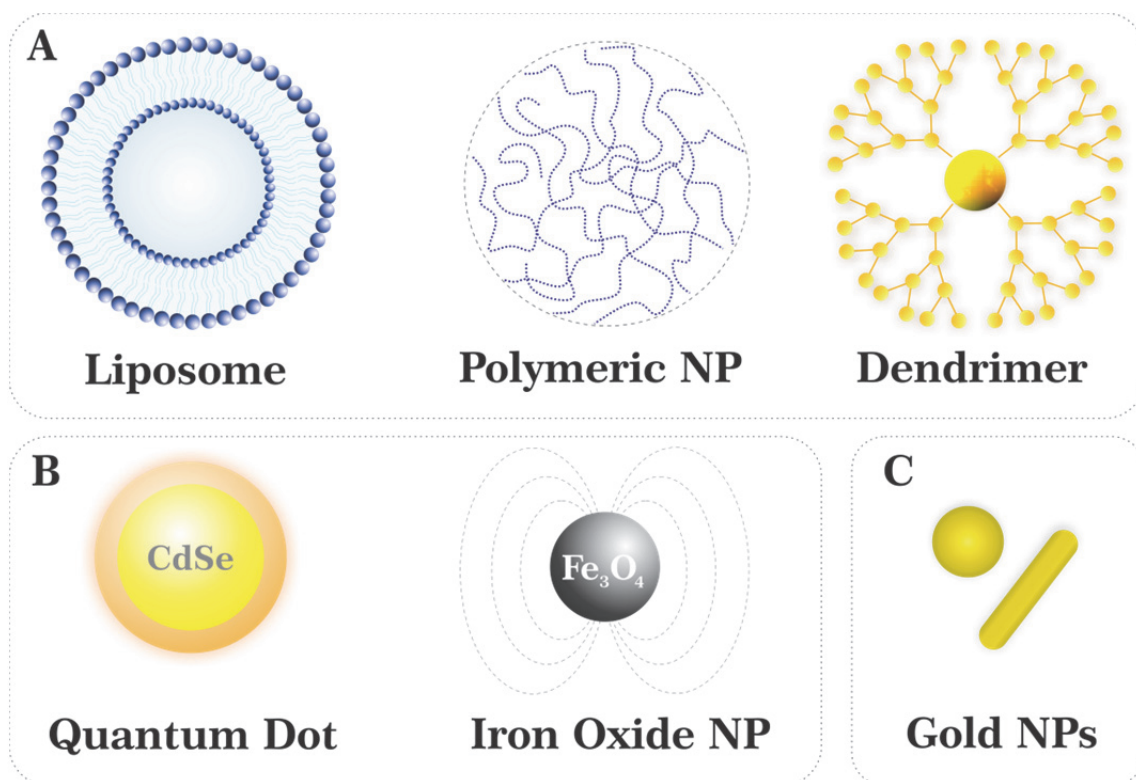 A
Liposome
Polymeric NP
Dendrimer
B
CdSe
Fe₃O₄
Quantum Dot
Iron Oxide NP
C
Gold NPs